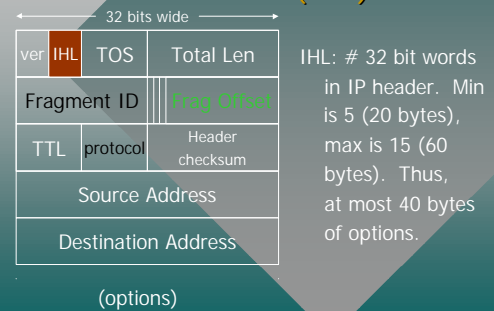 32 bits wide
ver IHL TOS Total Len
Fragment ID Frag Offset
TTL protocol Header checksum
Source Address
Destination Address
(options)
IHL: # 32 bit words
in IP header. Min
is 5 (20 bytes),
max is 15 (60
bytes). Thus,
at most 40 bytes
of options.